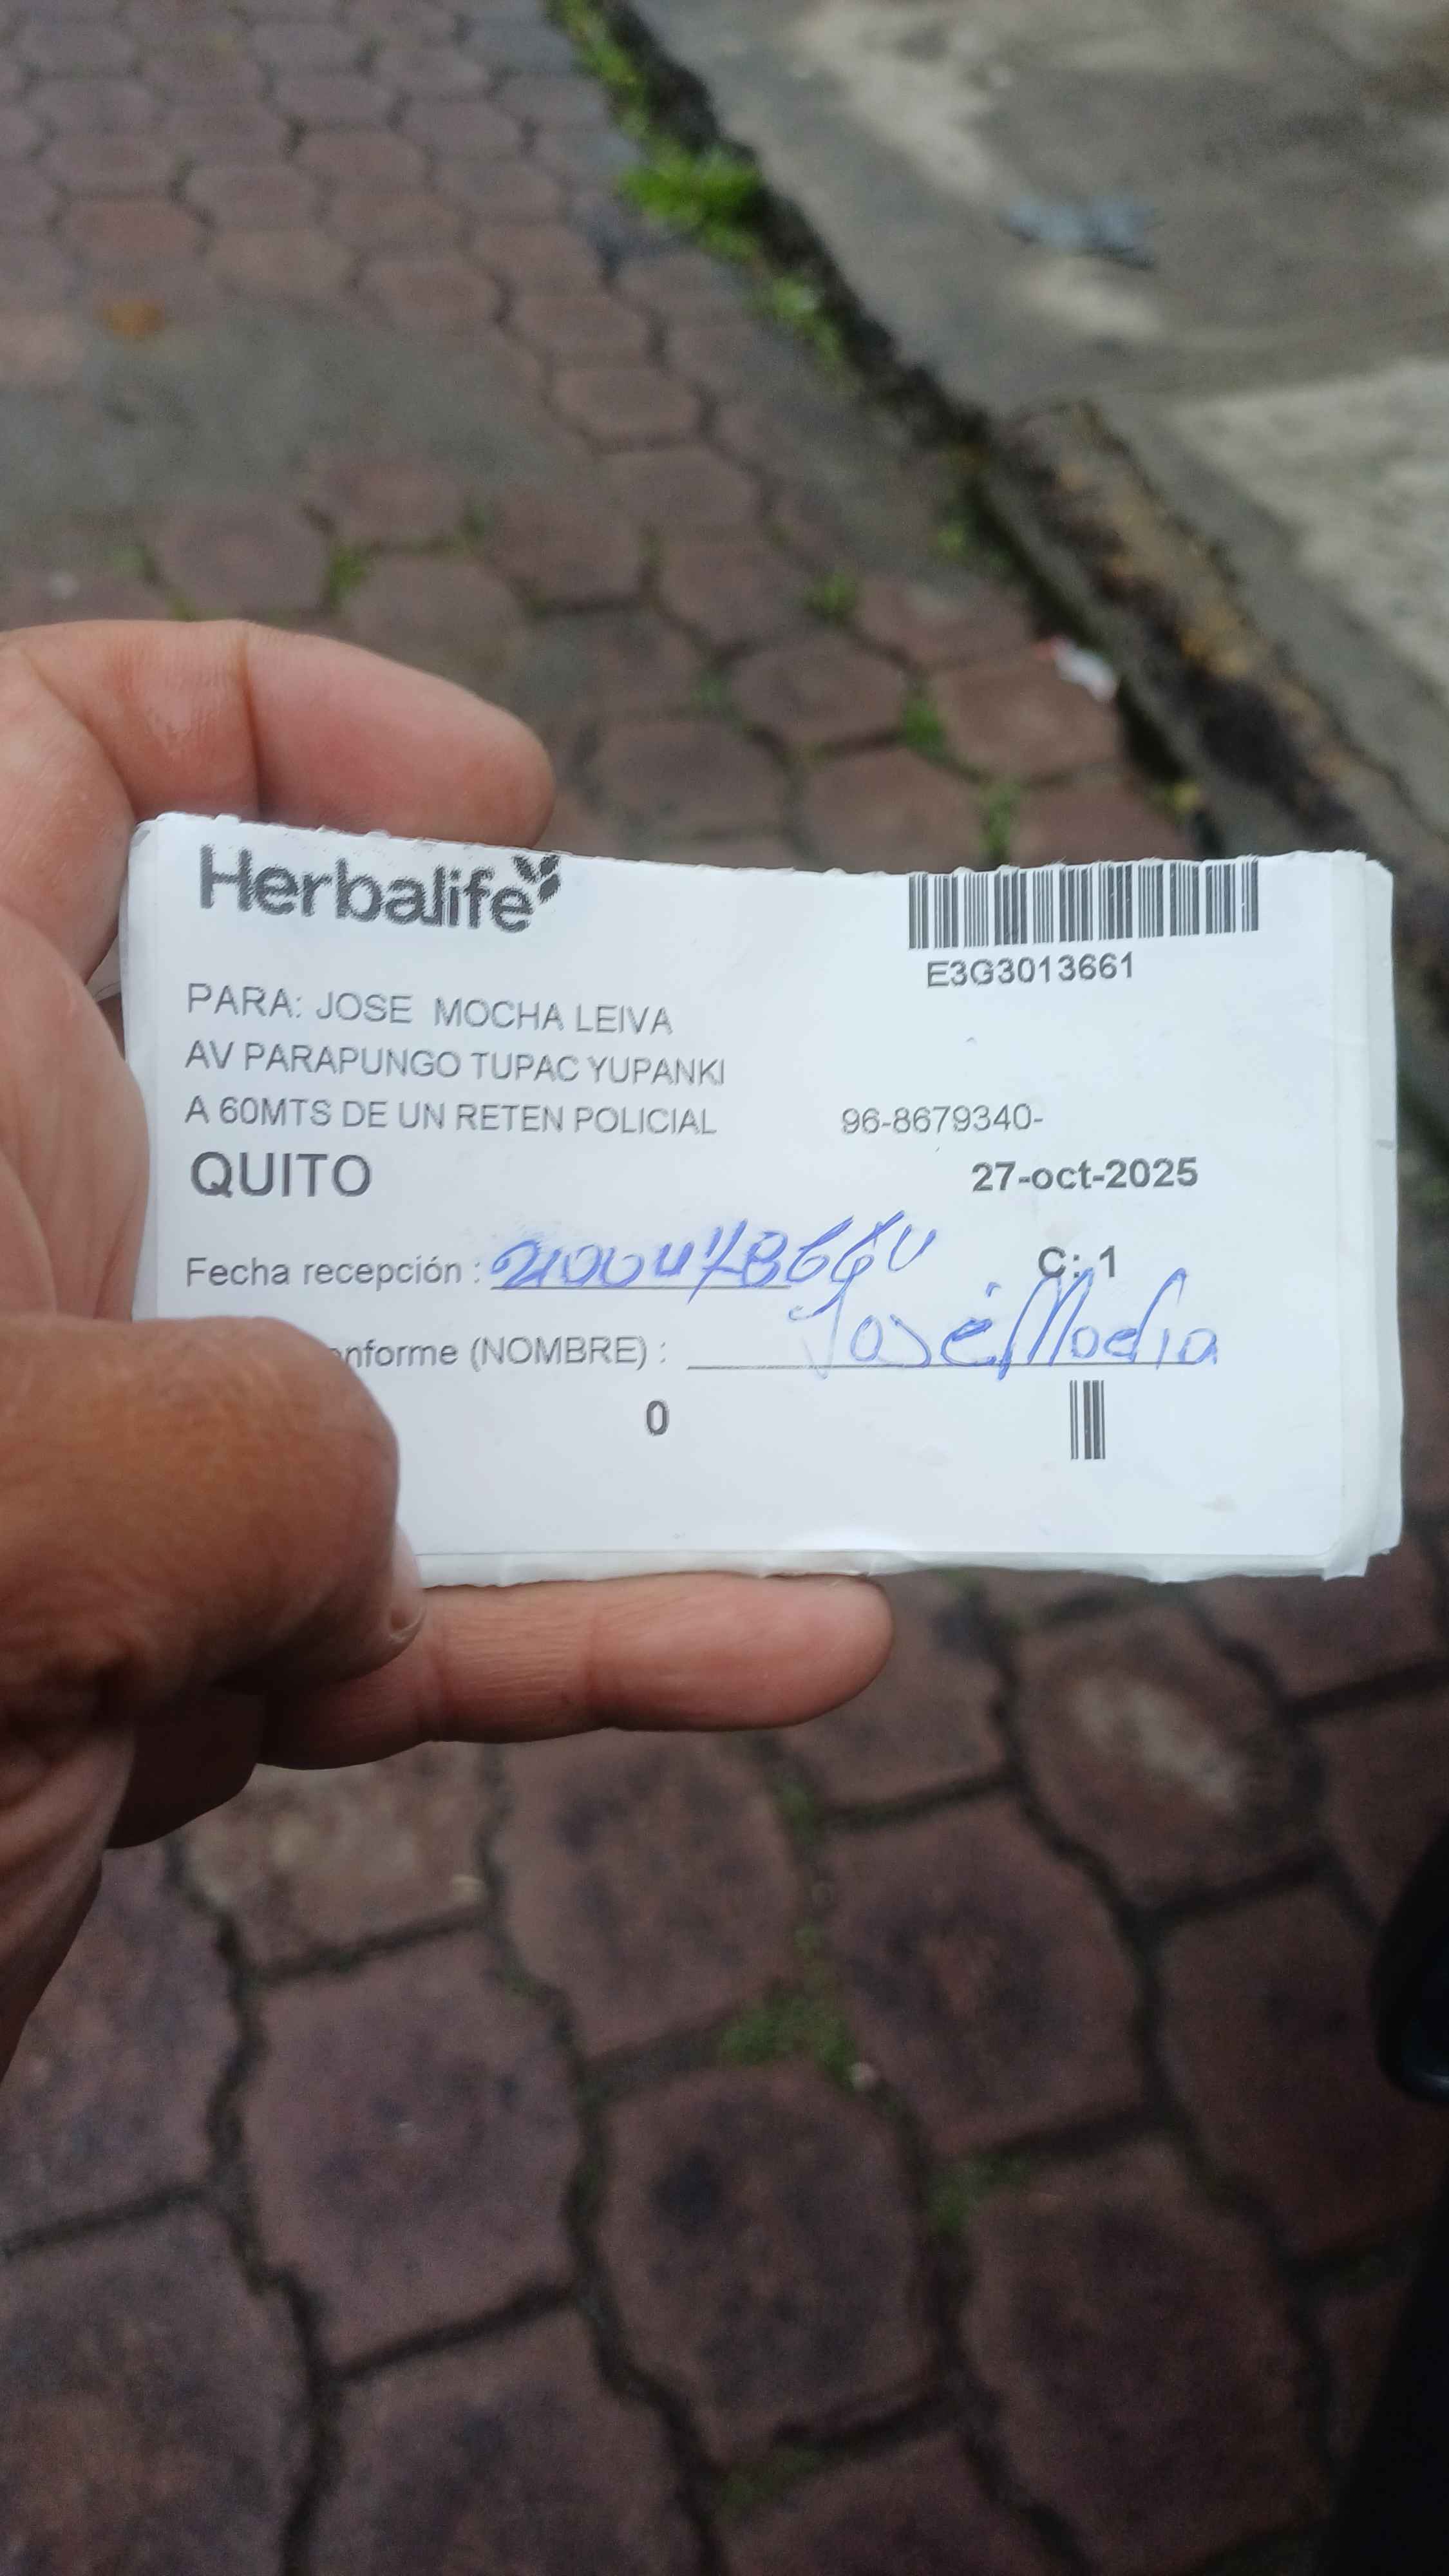 Herbalife
E3G3013661
PARA: JOSE MOCHA LEIVA
AV PARAPUNGO TUPAC YUPANKI
A 60MTS DE UN RETEN POLICIAL 96-8679340-
QUITO 27-oct-2025
Fecha recepción : C: 1
(NOMBRE) : José Mocha
0